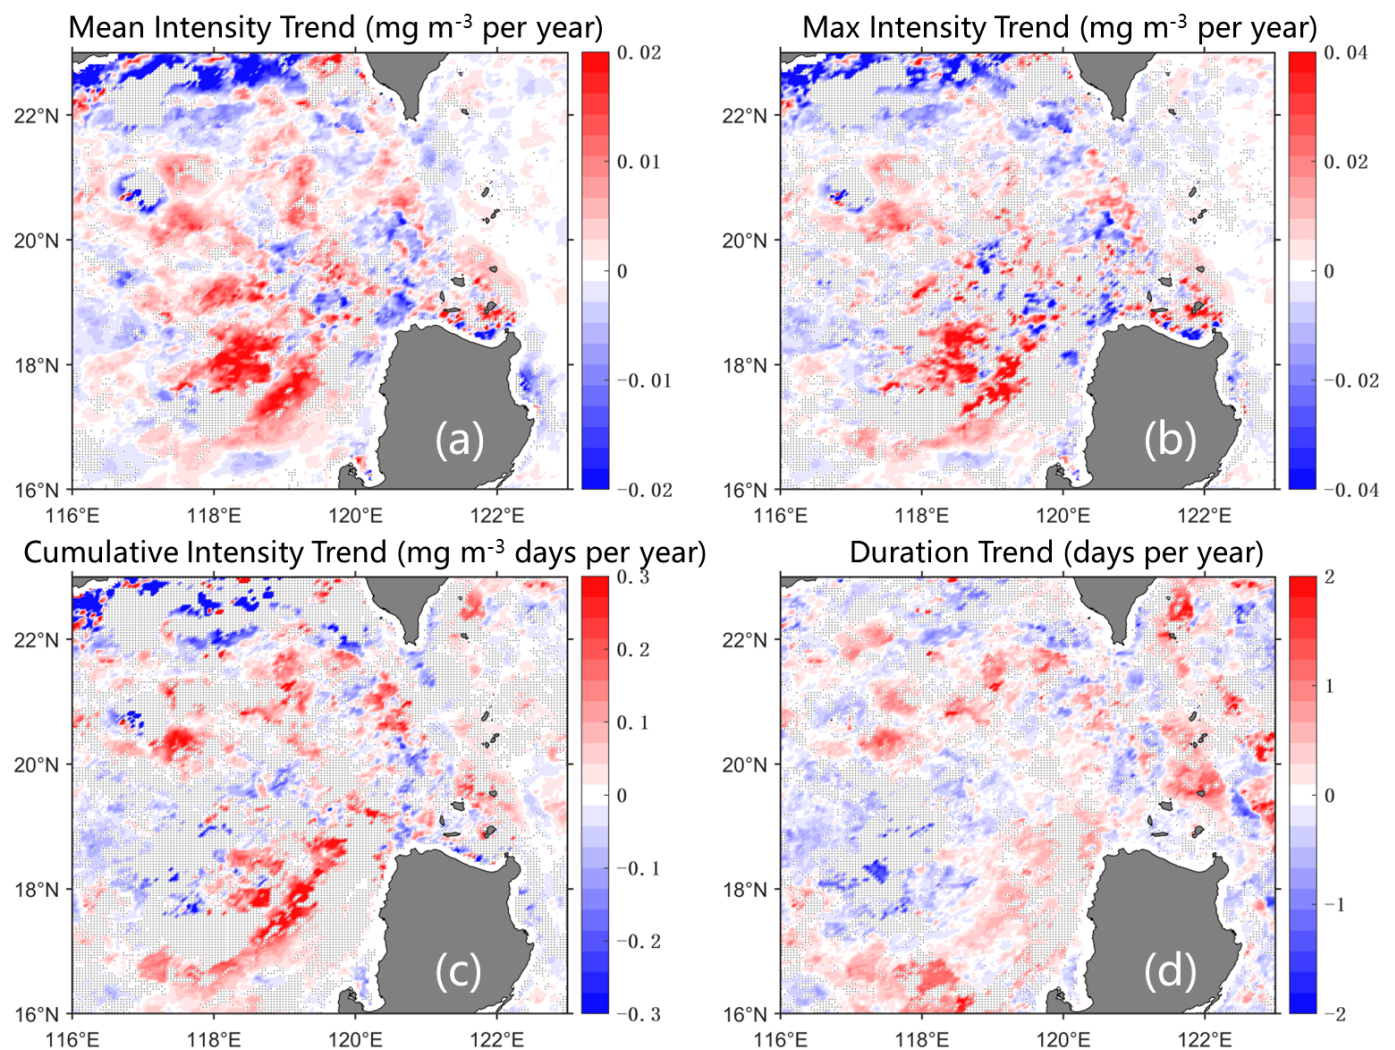 Mean Intensity Trend (mg m-3 per year)
Max Intensity Trend (mg m-3 per year)
22°N
20°N
18°N
16°N
116°E
118°E
120°E
122°E
0.02
0.01
0
−0.01
−0.02
(a)
116°E
118°E
120°E
122°E
22°N
20°N
18°N
16°N
0.04
0.02
0
−0.02
−0.04
(b)
Cumulative Intensity Trend (mg m-3 days per year)
Duration Trend (days per year)
22°N
20°N
18°N
16°N
116°E
118°E
120°E
122°E
0.3
0.2
0.1
0
−0.1
−0.2
−0.3
(c)
22°N
20°N
18°N
16°N
116°E
118°E
120°E
122°E
2
1
0
−1
−2
(d)